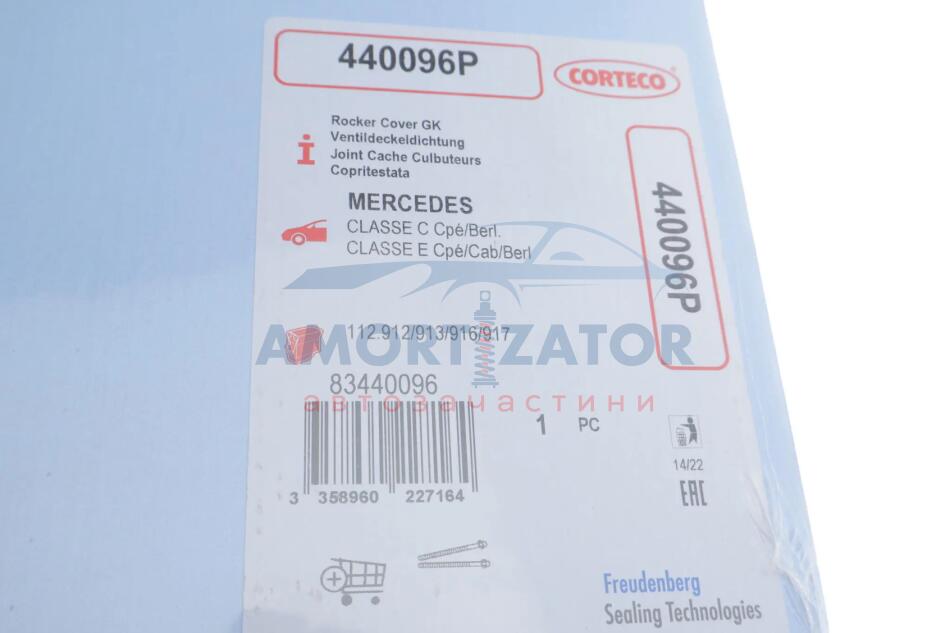 440096P
CORTECO
Rocker Cover GK
Ventildeckeldichtung
Joint Cache Culbuteurs
Copritestata
MERCEDES
CLASSE C Cpé/Berl.
CLASSE E Cpé/Cab/Berl
440096P
112.912/913/916/917
AMORTIZATOR
автозапчастини
83440096
1 PC
3 358960 227164
14/22
EAC
Freudenberg
Sealing Technologies